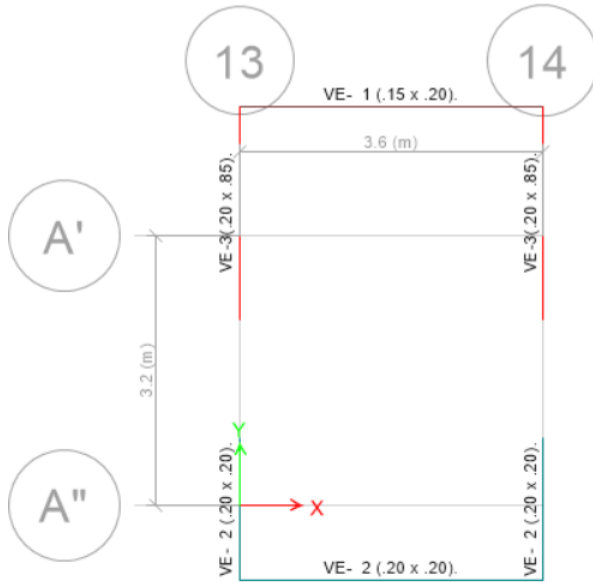 13
14
VE- 1 (.15 x .20).
3.6 (m)
VE-3(.20 x .85).
VE-3(.20 x .85).
A'
3.2 (m)
Y
VE- 2 (.20 x .20).
VE- 2 (.20 x .20).
A"
X
VE- 2 (.20 x .20).